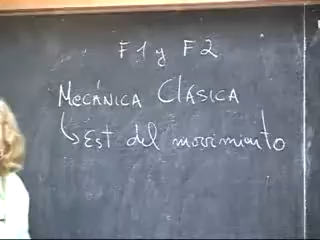 F1 y F2
MECÁNICA CLÁSICA
↳ Est del movimiento